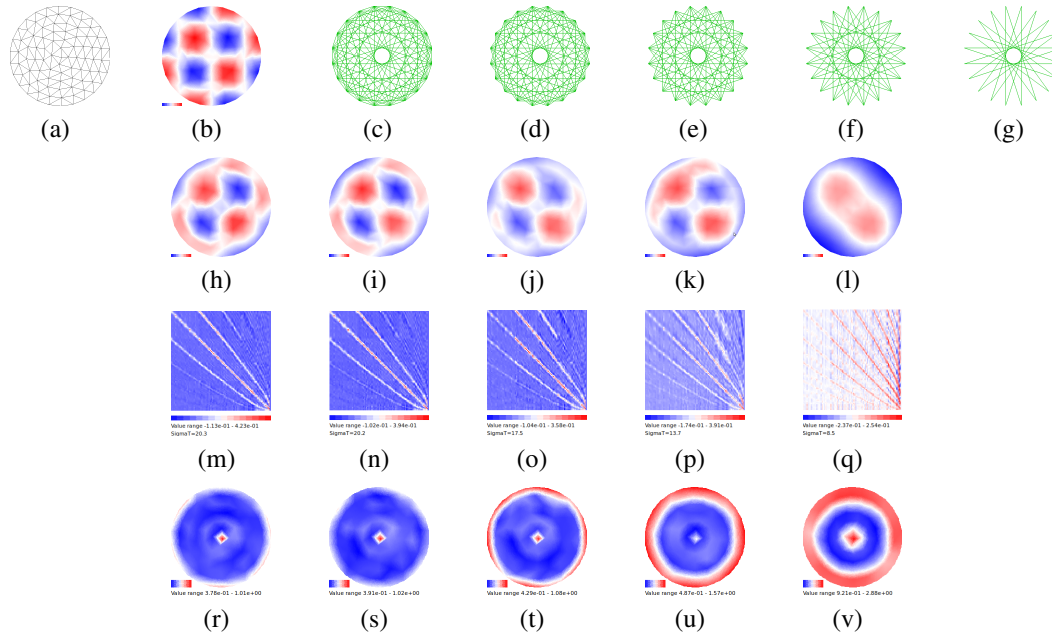 (a) (b) (c) (d) (e) (f) (g)
(h) (i) (j) (k) (l)
Value range -1.13e-01 - 4.23e-01
SigmaT=20.3
Value range -1.02e-01 - 3.94e-01
SigmaT=20.2
Value range -1.04e-01 - 3.58e-01
SigmaT=17.5
Value range -1.74e-01 - 3.91e-01
SigmaT=13.7
Value range -2.37e-01 - 2.54e-01
SigmaT=8.5
(m) (n) (o) (p) (q)
Value range 3.78e-01 - 1.01e+00
Value range 3.91e-01 - 1.02e+00
Value range 4.29e-01 - 1.08e+00
Value range 4.87e-01 - 1.57e+00
Value range 9.21e-01 - 2.88e+00
(r) (s) (t) (u) (v)